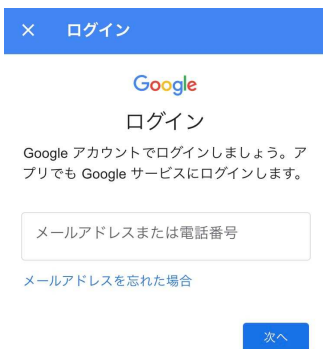 × ログイン
Google
ログイン
Google アカウントでログインしましょう。ア
プリでも Google サービスにログインします。
メールアドレスまたは電話番号
メールアドレスを忘れた場合
次へ